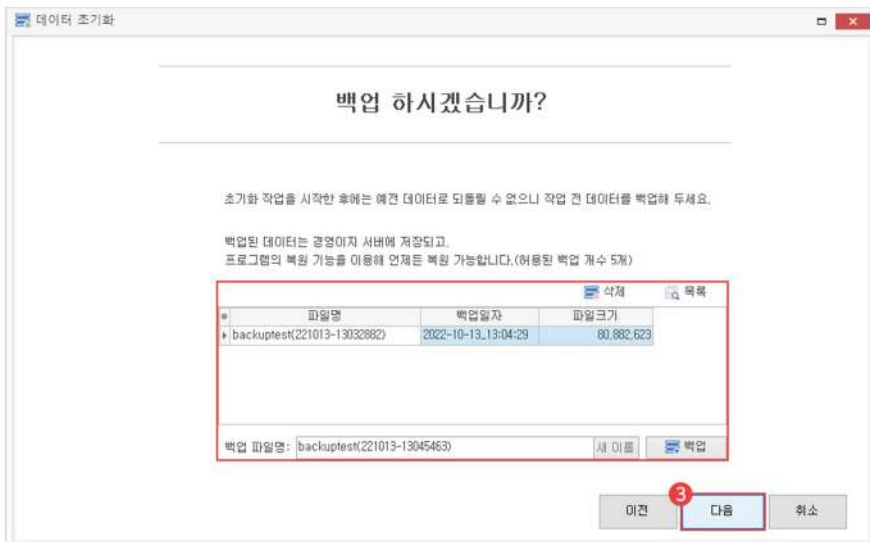 데이터 초기화
백업 하시겠습니까?
초기화 작업을 시작한 후에는 예전 데이터로 되돌릴 수 없으니 작업 전 데이터를 백업해 두세요.
백업된 데이터는 경영이지 서버에 저장되고,
프로그램의 복원 기능을 이용해 언제든 복원 가능합니다.(허용된 백업 개수 5개)
삭제 목록
파일명 백업일자 파일크기
backuptest(221013-13032882) 2022-10-13_13:04:29 80,882,623
백업 파일명: backuptest(221013-13045463) 새 이름 백업
3
이전 다음 취소